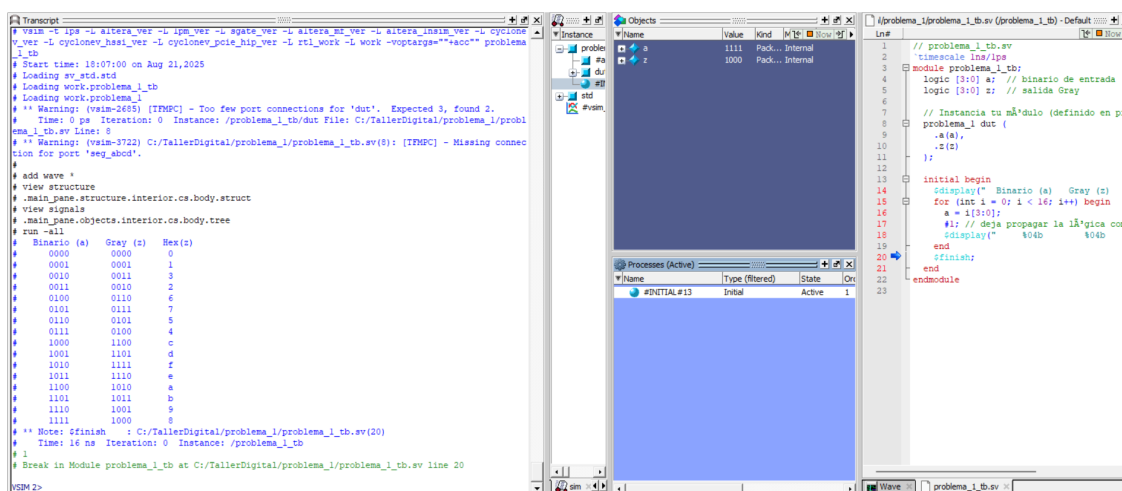 Transcript
# vsim -t 1ps -L altera_ver -L lpm_ver -L sgate_ver -L altera_mf_ver -L altera_lnsim_ver -L cyclone
v_ver -L cyclonev_hssi_ver -L cyclonev_pcie_hip_ver -L rtl_work -L work -voptargs=""+acc"" problema
_1_tb
# Start time: 18:07:00 on Aug 21,2025
# Loading sv_std.std
# Loading work.problema_1_tb
# Loading work.problema_1
# ** Warning: (vsim-2685) [TFMPC] - Too few port connections for 'dut'.  Expected 3, found 2.
#    Time: 0 ps  Iteration: 0  Instance: /problema_1_tb/dut File: C:/TallerDigital/problema_1/probl
ema_1_tb.sv Line: 8
# ** Warning: (vsim-3722) C:/TallerDigital/problema_1/problema_1_tb.sv(8): [TFMPC] - Missing connec
tion for port 'seg_abcd'.
#
# add wave *
# view structure
# .main_pane.structure.interior.cs.body.struct
# view signals
# .main_pane.objects.interior.cs.body.tree
# run -all
#   Binario (a)   Gray (z)   Hex(z)
#      0000        0000      0
#      0001        0001      1
#      0010        0011      3
#      0011        0010      2
#      0100        0110      6
#      0101        0111      7
#      0110        0101      5
#      0111        0100      4
#      1000        1100      c
#      1001        1101      d
#      1010        1111      f
#      1011        1110      e
#      1100        1010      a
#      1101        1011      b
#      1110        1001      9
#      1111        1000      8
# ** Note: $finish    : C:/TallerDigital/problema_1/problema_1_tb.sv(20)
#    Time: 16 ns  Iteration: 0  Instance: /problema_1_tb
# 1
# Break in Module problema_1_tb at C:/TallerDigital/problema_1/problema_1_tb.sv line 20
VSIM 2>
Instance
problem
#a
du
#IN
std
#vsim_
sim
Objects
Name Value Kind M Now
a 1111 Pack... Internal
z 1000 Pack... Internal
Processes (Active)
Name Type (filtered) State Ord
#INITIAL#13 Initial Active 1
/problema_1/problema_1_tb.sv (/problema_1_tb) - Default
Ln# Now
1 // problema_1_tb.sv
2 `timescale 1ns/1ps
3 module problema_1_tb;
4 logic [3:0] a;  // binario de entrada
5 logic [3:0] z;  // salida Gray
6
7 // Instancia tu mÃ³dulo (definido en p
8 problema_1 dut (
9 .a(a),
10 .z(z)
11 );
12
13 initial begin
14 $display("  Binario (a)   Gray (z)
15 for (int i = 0; i < 16; i++) begin
16 a = i[3:0];
17 #1; // deja propagar la lÃ³gica co
18 $display("     %04b        %04b
19 end
20 $finish;
21 end
22 endmodule
23
Wave problema_1_tb.sv